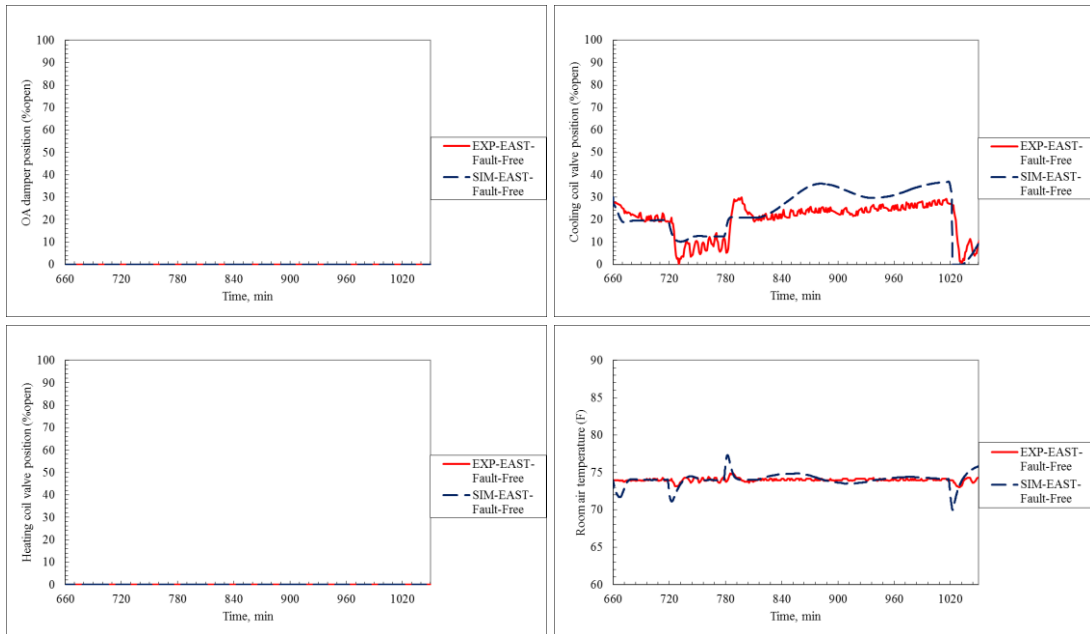 100
90
80
70
60
50
40
30
20
10
0
OA damper position (%open)
660 720 780 840 900 960 1020
Time, min
EXP-EAST-
Fault-Free
SIM-EAST-
Fault-Free
100
90
80
70
60
50
40
30
20
10
0
Cooling coil valve position (%open)
660 720 780 840 900 960 1020
Time, min
EXP-EAST-
Fault-Free
SIM-EAST-
Fault-Free
100
90
80
70
60
50
40
30
20
10
0
Heating coil valve position (%open)
660 720 780 840 900 960 1020
Time, min
EXP-EAST-
Fault-Free
SIM-EAST-
Fault-Free
90
85
80
75
70
65
60
Room air temperature (F)
660 720 780 840 900 960 1020
Time, min
EXP-EAST-
Fault-Free
SIM-EAST-
Fault-Free